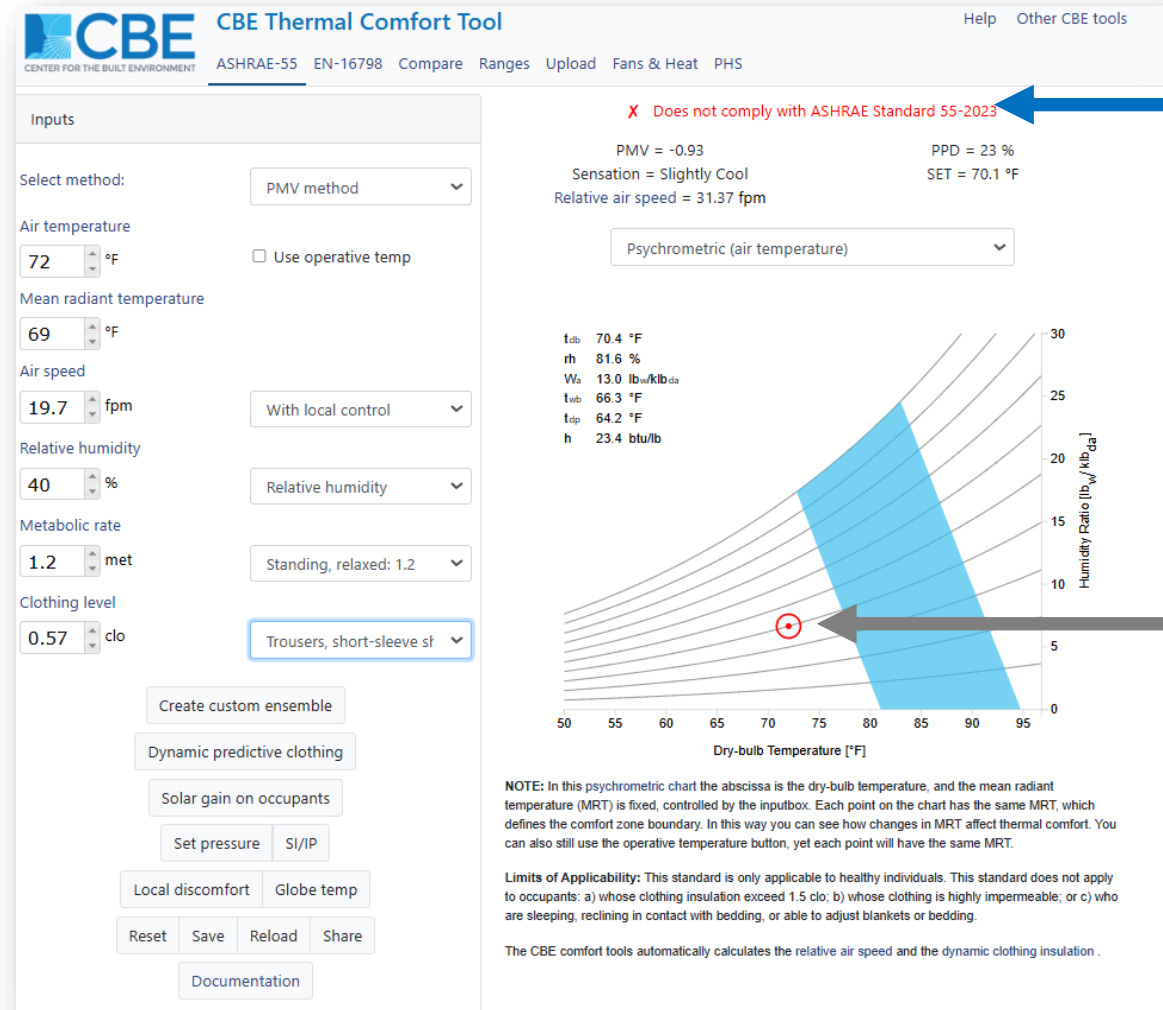 CBE
CENTER FOR THE BUILT ENVIRONMENT
CBE Thermal Comfort Tool
Help Other CBE tools
ASHRAE-55 EN-16798 Compare Ranges Upload Fans & Heat PHS
Inputs
Select method:
PMV method
Air temperature
72 °F
Use operative temp
Mean radiant temperature
69 °F
Air speed
19.7 fpm
With local control
Relative humidity
40 %
Relative humidity
Metabolic rate
1.2 met
Standing, relaxed: 1.2
Clothing level
0.57 clo
Trousers, short-sleeve sh
Create custom ensemble
Dynamic predictive clothing
Solar gain on occupants
Set pressure SI/IP
Local discomfort Globe temp
Reset Save Reload Share
Documentation
✗ Does not comply with ASHRAE Standard 55-2023
PMV = -0.93 PPD = 23 %
Sensation = Slightly Cool SET = 70.1 °F
Relative air speed = 31.37 fpm
Psychrometric (air temperature)
tdb 70.4 °F
rh 81.6 %
Wa 13.0 lbw/klbda
twb 66.3 °F
tdp 64.2 °F
h 23.4 btu/lb
30
25
20
15
10
5
0
Humidity Ratio [lbw/klbda]
50 55 60 65 70 75 80 85 90 95
Dry-bulb Temperature [°F]
NOTE: In this psychrometric chart the abscissa is the dry-bulb temperature, and the mean radiant
temperature (MRT) is fixed, controlled by the inputbox. Each point on the chart has the same MRT, which
defines the comfort zone boundary. In this way you can see how changes in MRT affect thermal comfort. You
can also still use the operative temperature button, yet each point will have the same MRT.
Limits of Applicability: This standard is only applicable to healthy individuals. This standard does not apply
to occupants: a) whose clothing insulation exceed 1.5 clo; b) whose clothing is highly impermeable; or c) who
are sleeping, reclining in contact with bedding, or able to adjust blankets or bedding.
The CBE comfort tools automatically calculates the relative air speed and the dynamic clothing insulation .